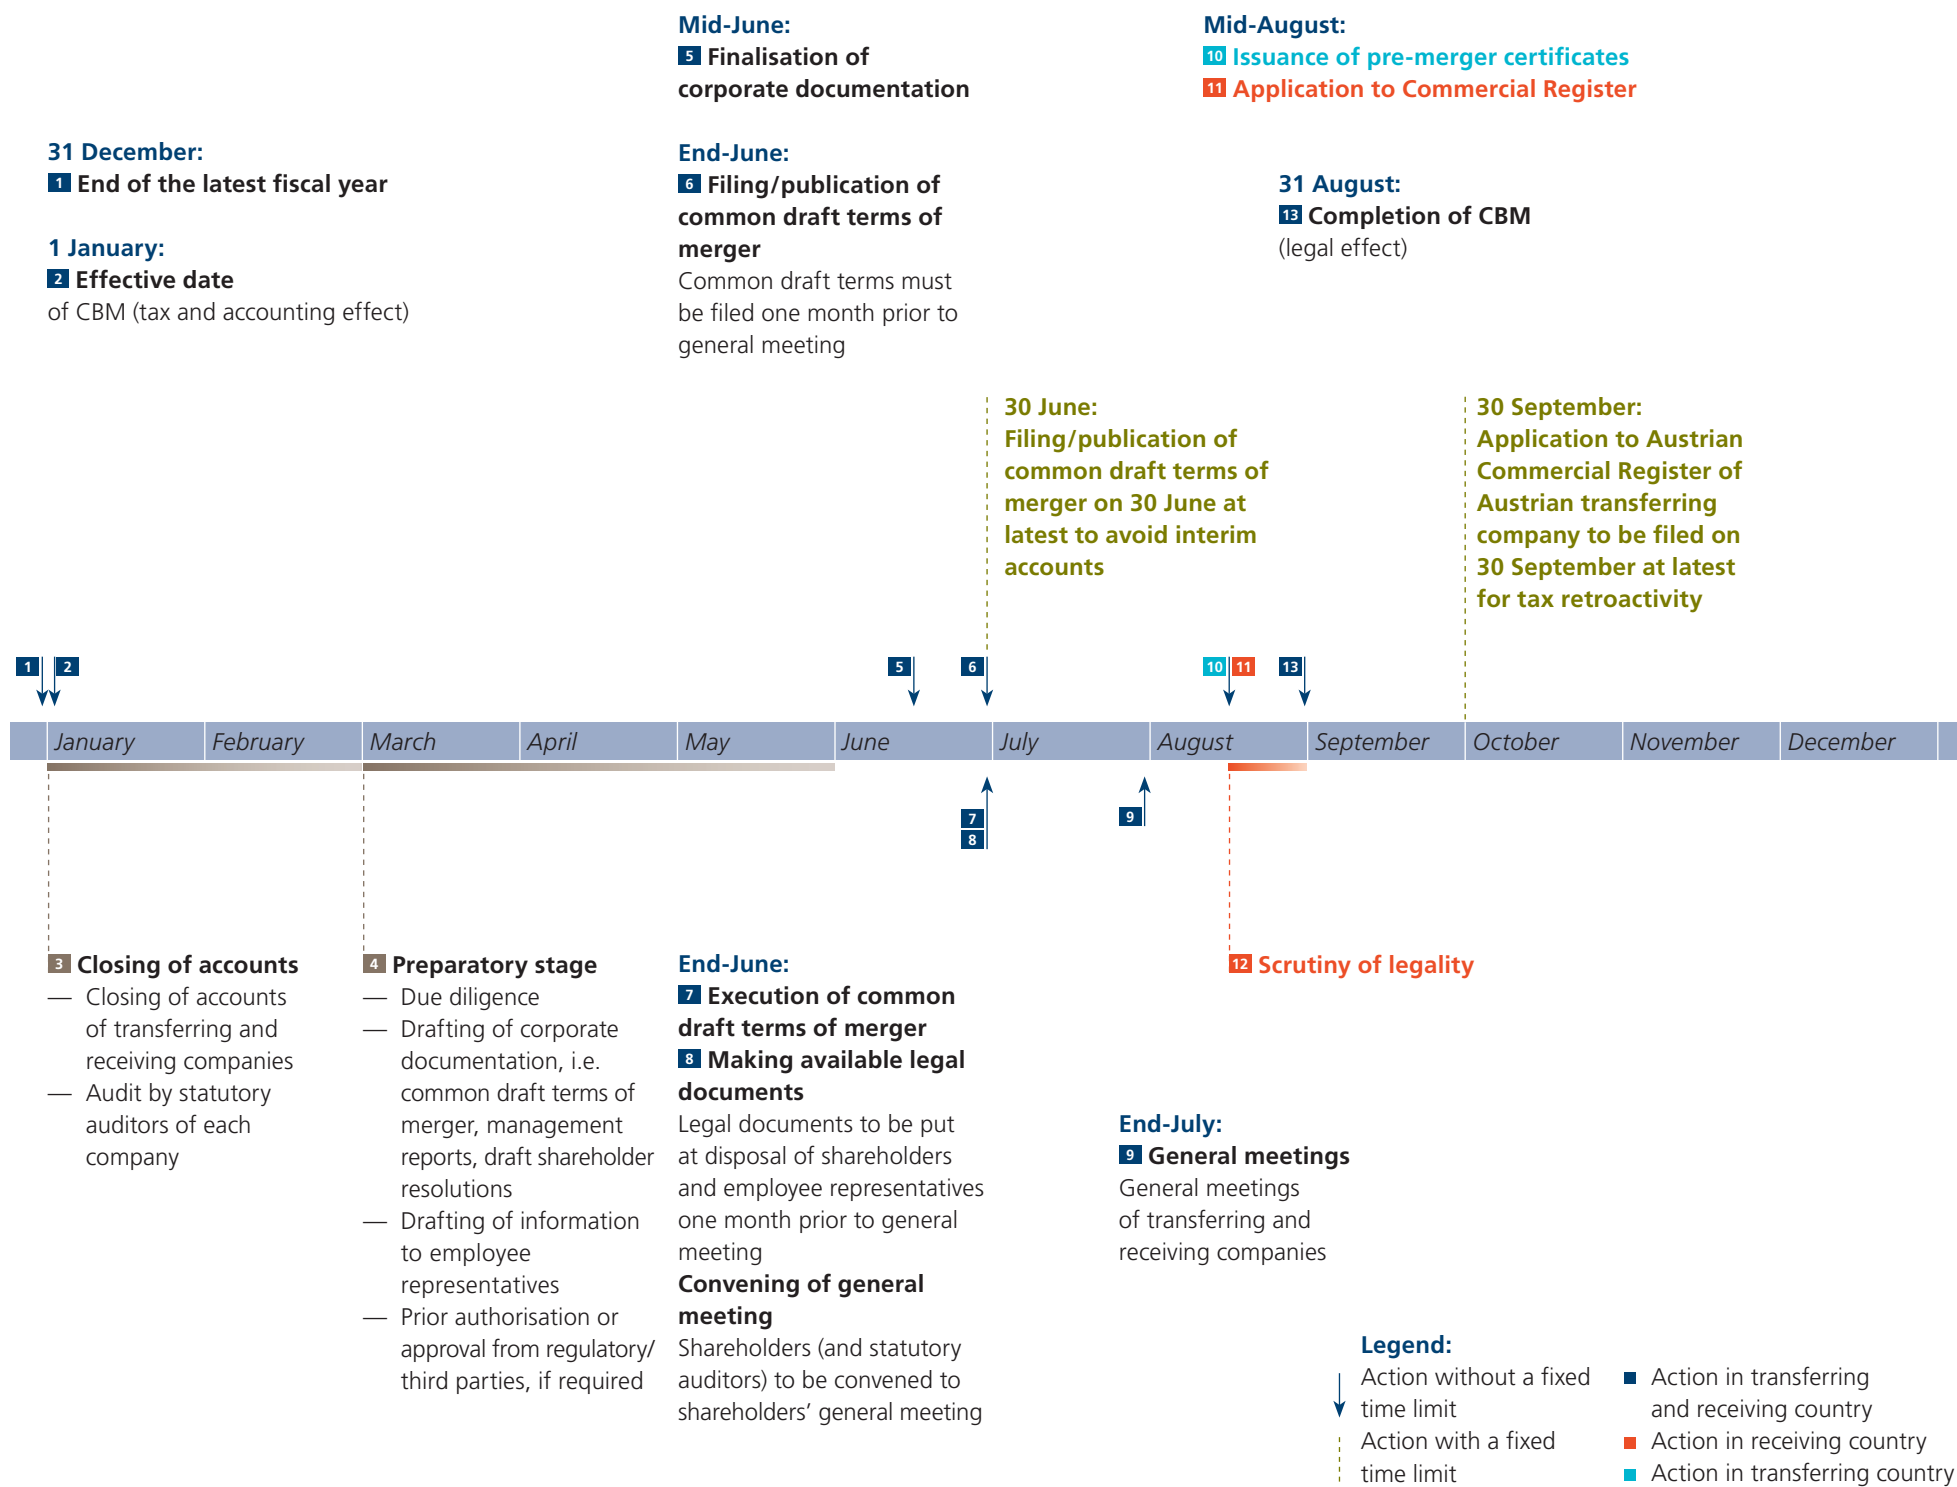 Mid-June:
5 Finalisation of
corporate documentation
Mid-August:
10 Issuance of pre-merger certificates
11 Application to Commercial Register
31 December:
1 End of the latest fiscal year
1 January:
2 Effective date
of CBM (tax and accounting effect)
End-June:
6 Filing/publication of
common draft terms of
merger
Common draft terms must
be filed one month prior to
general meeting
31 August:
13 Completion of CBM
(legal effect)
30 June:
Filing/publication of
common draft terms of
merger on 30 June at
latest to avoid interim
accounts
30 September:
Application to Austrian
Commercial Register of
Austrian transferring
company to be filed on
30 September at latest
for tax retroactivity
1 2 5 6 10 11 13
January February March April May June July August September October November December
7
8
9
3 Closing of accounts
— Closing of accounts
of transferring and
receiving companies
— Audit by statutory
auditors of each
company
4 Preparatory stage
— Due diligence
— Drafting of corporate
documentation, i.e.
common draft terms of
merger, management
reports, draft shareholder
resolutions
— Drafting of information
to employee
representatives
— Prior authorisation or
approval from regulatory/
third parties, if required
End-June:
7 Execution of common
draft terms of merger
8 Making available legal
documents
Legal documents to be put
at disposal of shareholders
and employee representatives
one month prior to general
meeting
Convening of general
meeting
Shareholders (and statutory
auditors) to be convened to
shareholders’ general meeting
12 Scrutiny of legality
End-July:
9 General meetings
General meetings
of transferring and
receiving companies
Legend:
Action without a fixed
time limit
Action with a fixed
time limit
Action in transferring
and receiving country
Action in receiving country
Action in transferring country